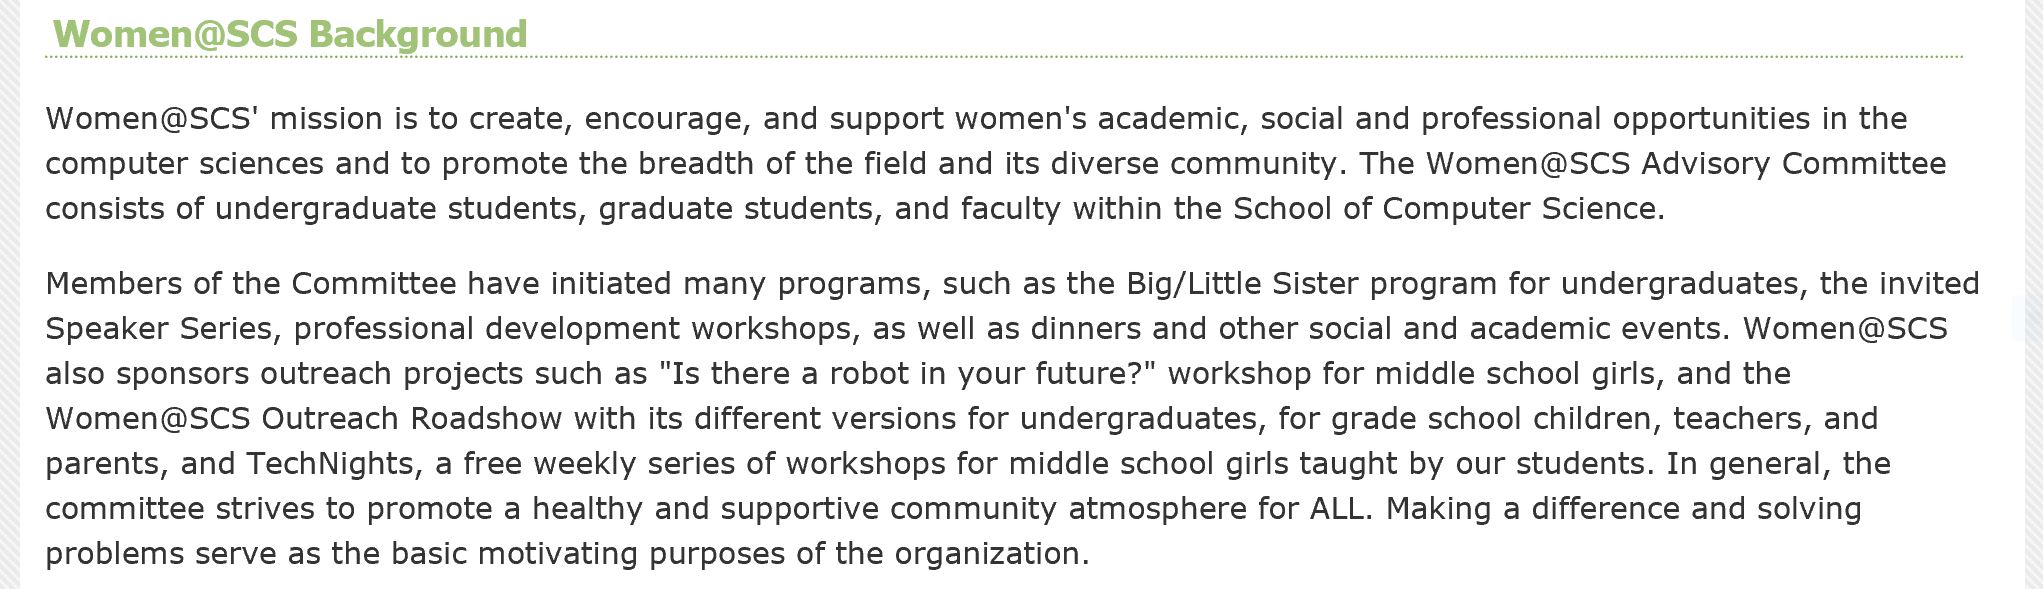 Women@SCS Background
Women@SCS' mission is to create, encourage, and support women's academic, social and professional opportunities in the
computer sciences and to promote the breadth of the field and its diverse community. The Women@SCS Advisory Committee
consists of undergraduate students, graduate students, and faculty within the School of Computer Science.
Members of the Committee have initiated many programs, such as the Big/Little Sister program for undergraduates, the invited
Speaker Series, professional development workshops, as well as dinners and other social and academic events. Women@SCS
also sponsors outreach projects such as "Is there a robot in your future?" workshop for middle school girls, and the
Women@SCS Outreach Roadshow with its different versions for undergraduates, for grade school children, teachers, and
parents, and TechNights, a free weekly series of workshops for middle school girls taught by our students. In general, the
committee strives to promote a healthy and supportive community atmosphere for ALL. Making a difference and solving
problems serve as the basic motivating purposes of the organization.